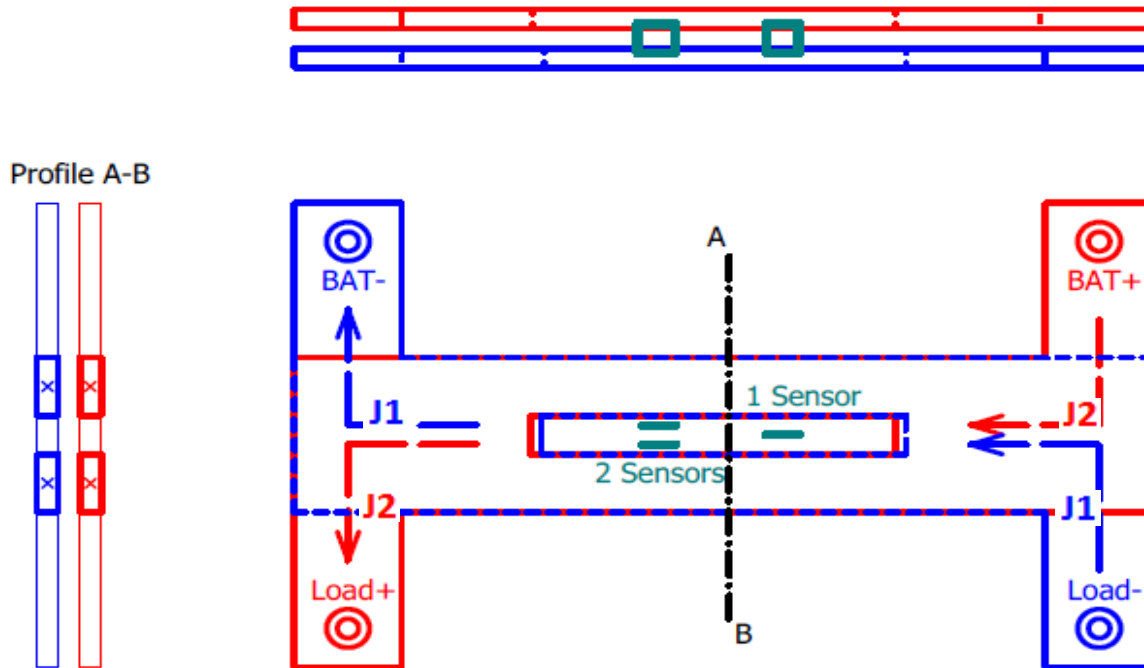 Profile A-B
A
BAT-
BAT+
1 Sensor
J1
J2
2 Sensors
J2
J1
Load+
Load-
B